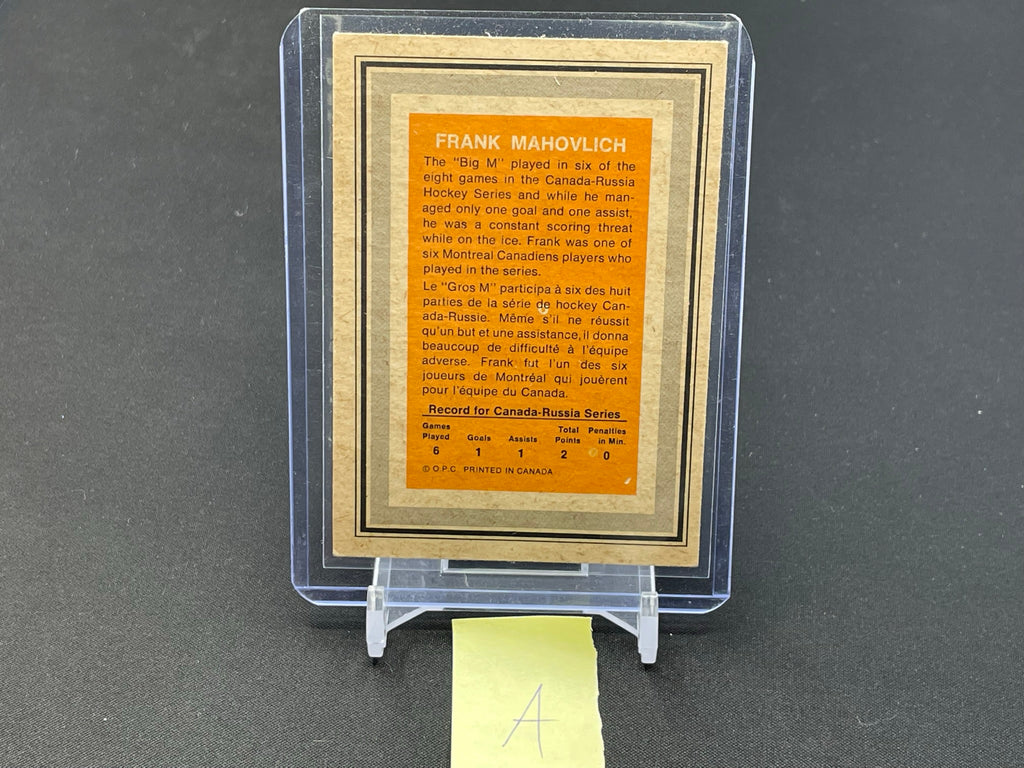 FRANK MAHOVLICH
The "Big M" played in six of the
eight games in the Canada-Russia
Hockey Series and while he man-
aged only one goal and one assist,
he was a constant scoring threat
while on the ice. Frank was one of
six Montreal Canadiens players who
played in the series.
Le "Gros M" participa à six des huit
parties de la série de hockey Can-
ada-Russie. Même s'il ne réussit
qu'un but et une assistance, il donna
beaucoup de difficulté à l'équipe
adverse. Frank fut l'un des six
joueurs de Montréal qui jouèrent
pour l'équipe du Canada.
Record for Canada-Russia Series
Games Total Penalties
Played Goals Assists Points in Min.
6 1 1 2 0
© O.P.C. PRINTED IN CANADA
A